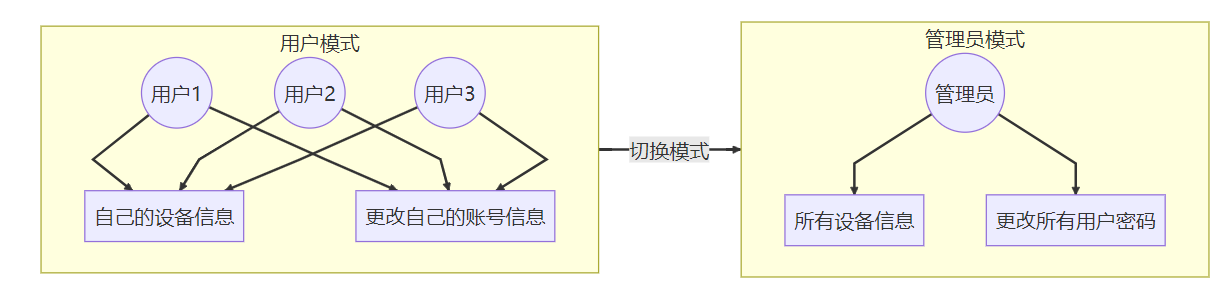 用户模式
用户1
用户2
用户3
自己的设备信息
更改自己的账号信息
切换模式
管理员模式
管理员
所有设备信息
更改所有用户密码